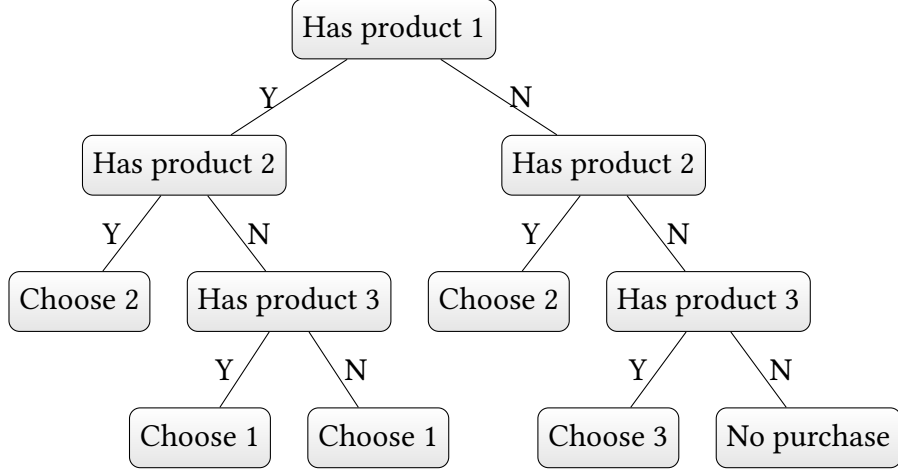 Has product 1
Y
N
Has product 2
Has product 2
Y
N
Y
N
Choose 2
Has product 3
Choose 2
Has product 3
Y
N
Y
N
Choose 1
Choose 1
Choose 3
No purchase